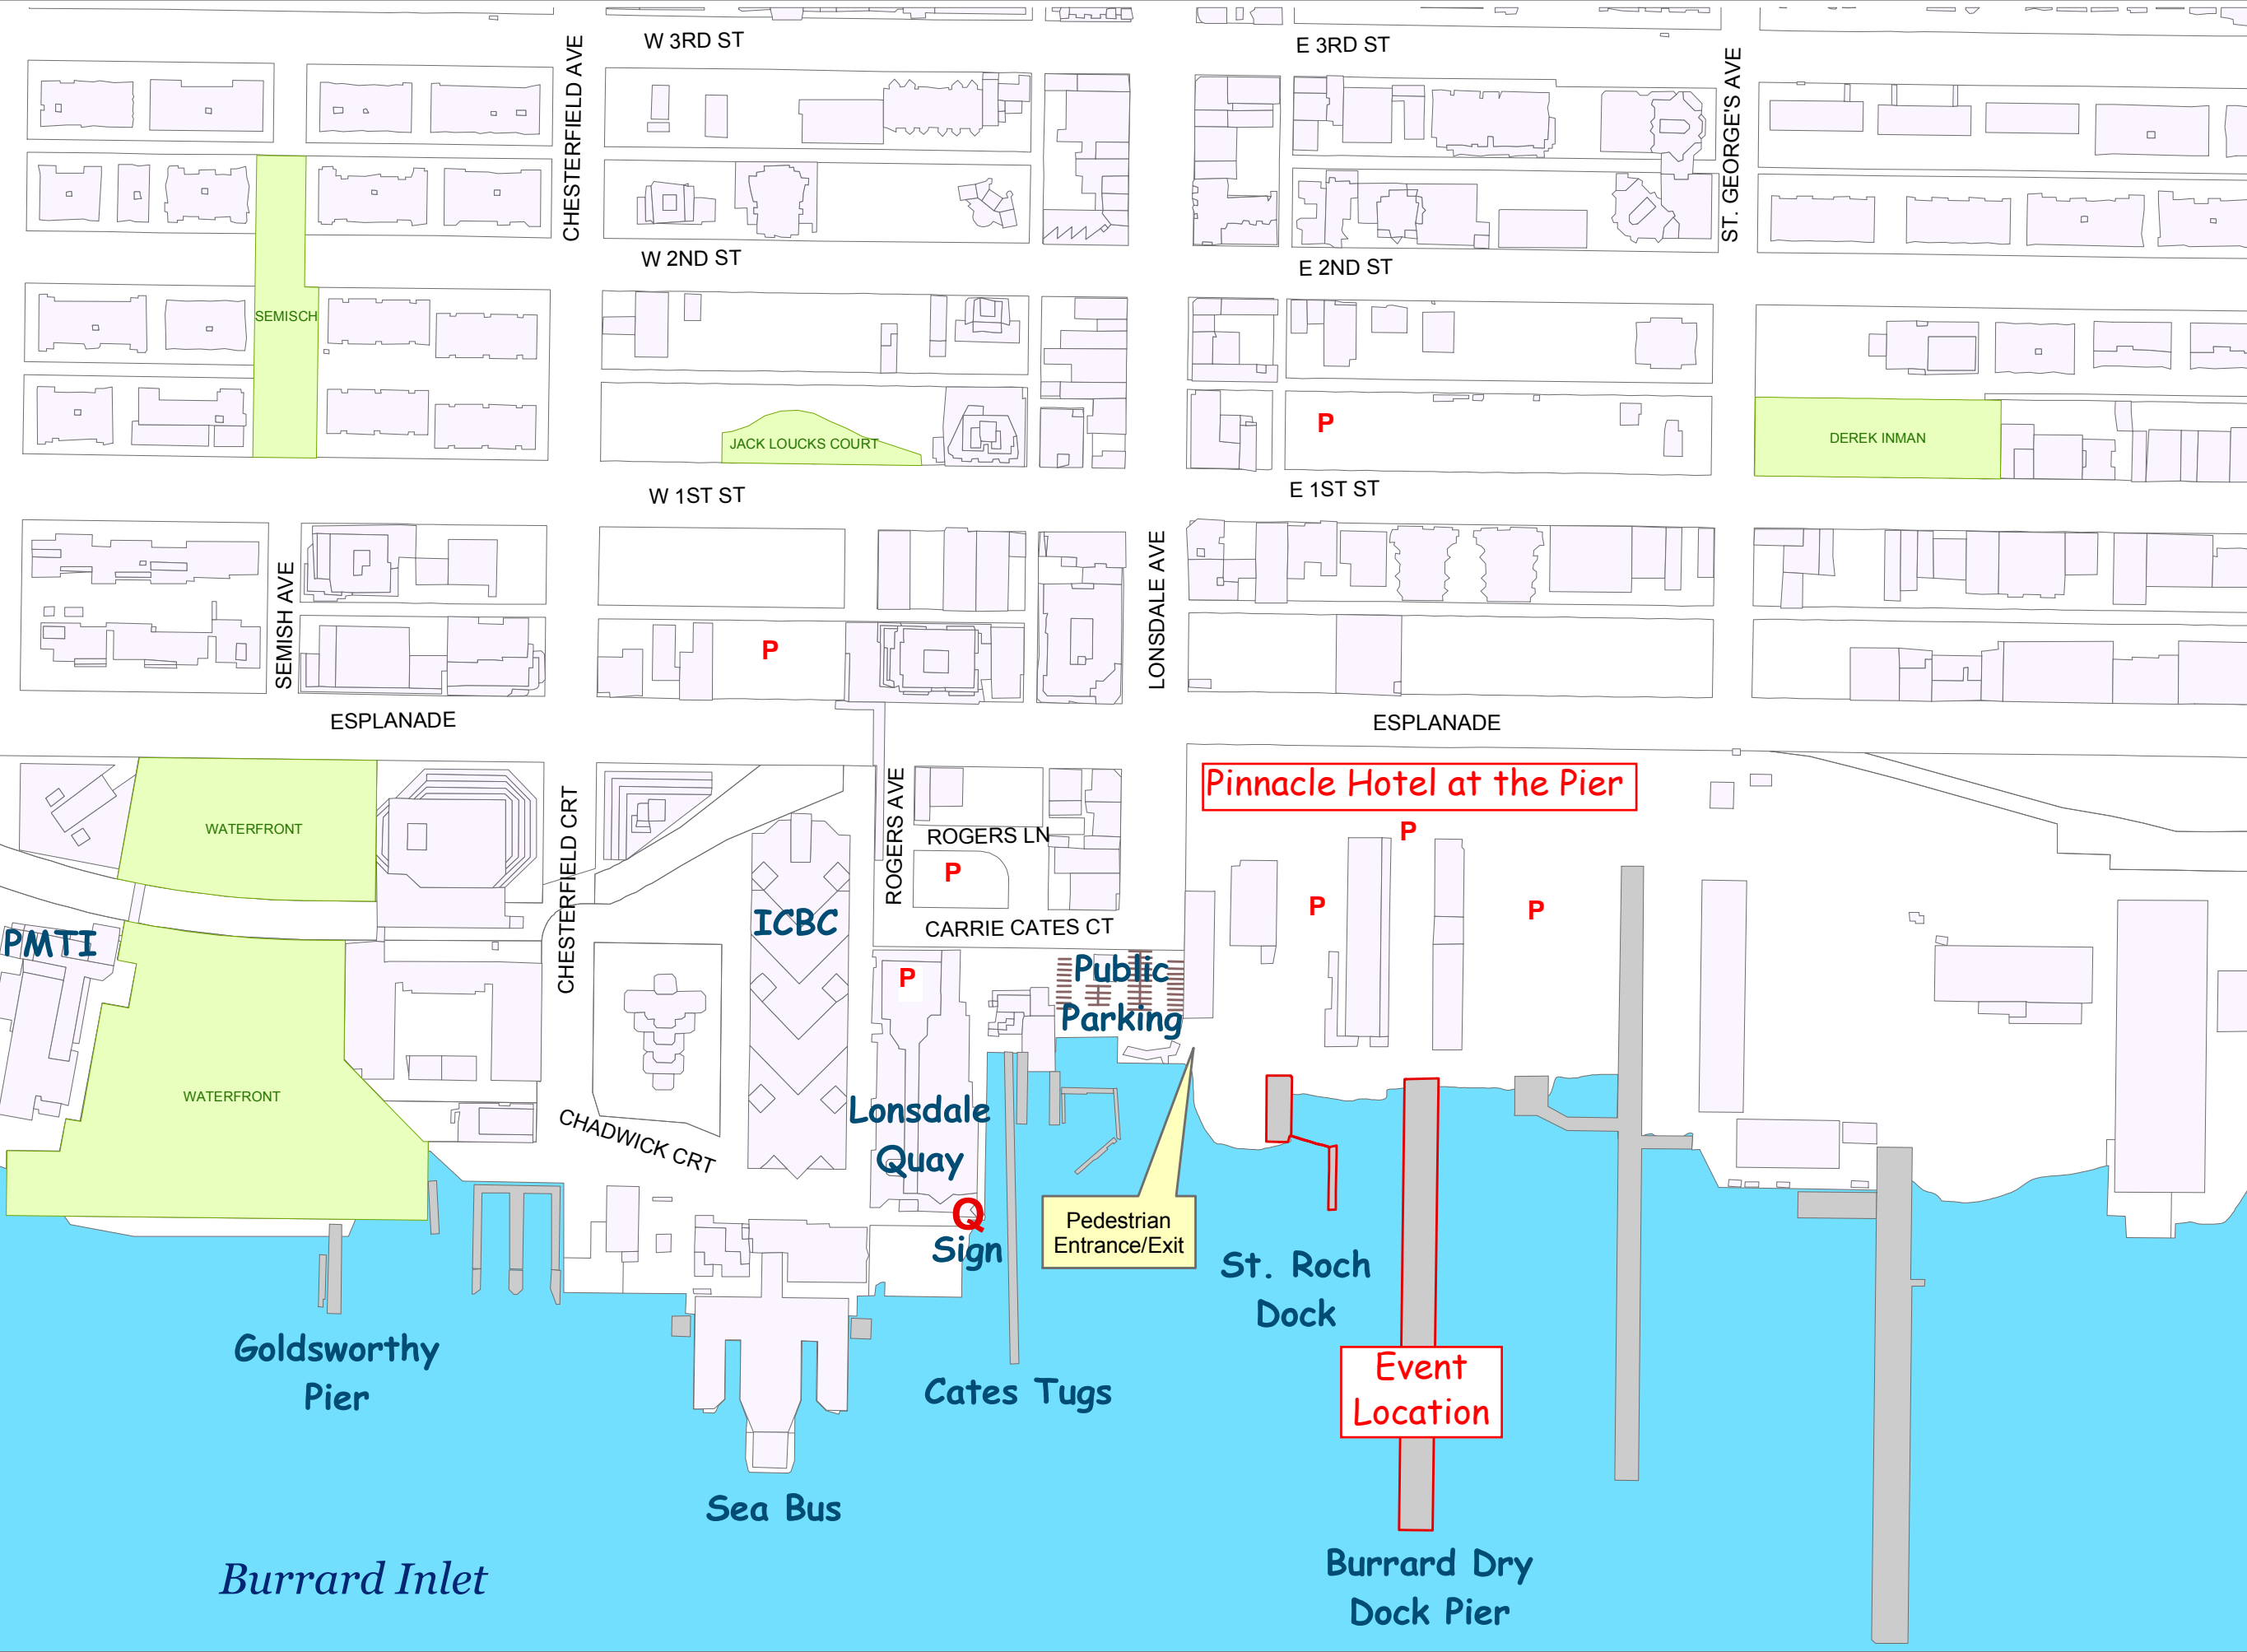 W 3RD ST
E 3RD ST
CHESTERFIELD AVE
ST. GEORGE'S AVE
W 2ND ST
E 2ND ST
SEMISCH
JACK LOUCKS COURT
P
DEREK INMAN
W 1ST ST
E 1ST ST
SEMISH AVE
LONSDALE AVE
P
ESPLANADE
ESPLANADE
Pinnacle Hotel at the Pier
WATERFRONT
CHESTERFIELD CRT
ROGERS AVE
ROGERS LN
P
P
P
P
ICBC
CARRIE CATES CT
PMTI
P
Public
Parking
WATERFRONT
CHADWICK CRT
Lonsdale
Quay
Q
Sign
Pedestrian
Entrance/Exit
St. Roch
Dock
Goldsworthy
Pier
Cates Tugs
Event
Location
Sea Bus
Burrard Inlet
Burrard Dry
Dock Pier